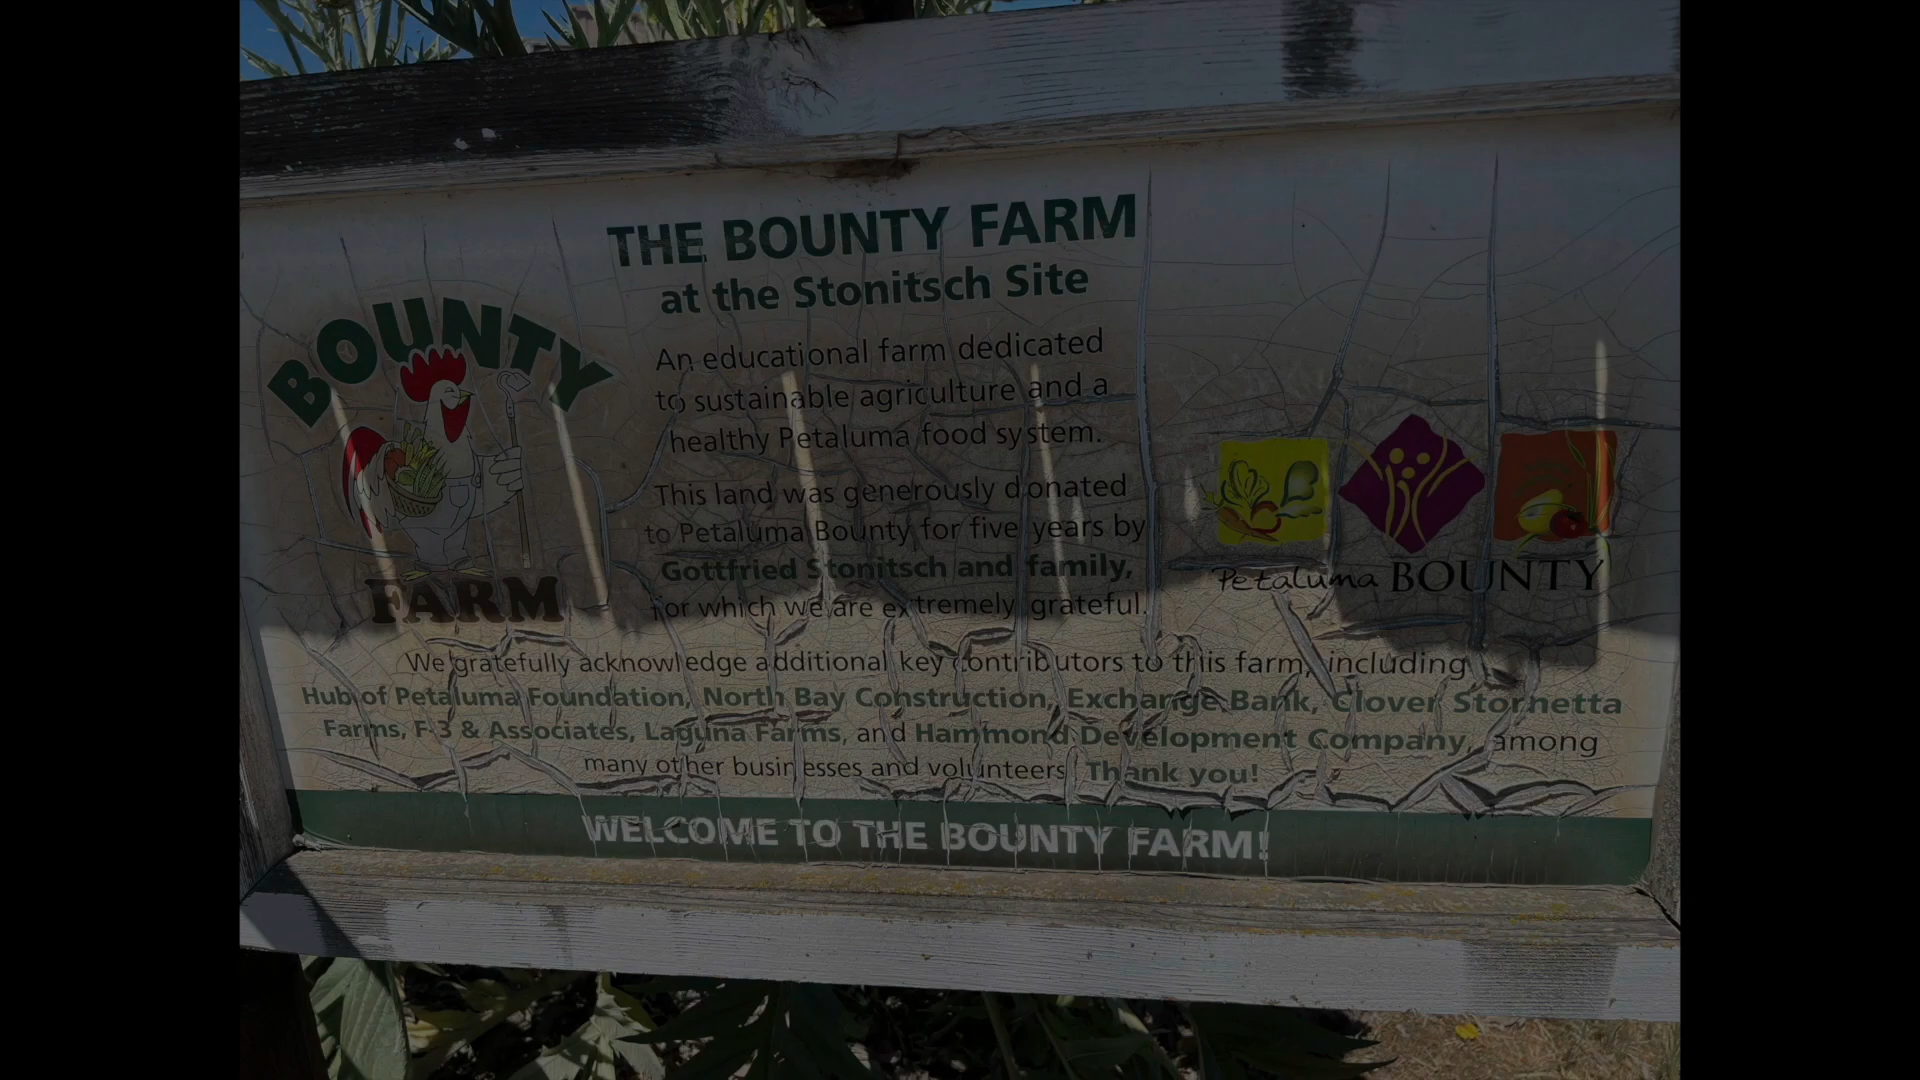 THE BOUNTY FARM
at the Stonitsch Site
BOUNTY
FARM
An educational farm dedicated
to sustainable agriculture and a
healthy Petaluma food system.
This land was generously donated
to Petaluma Bounty for five years by
Gottfried Stonitsch and family,
for which we are extremely grateful.
Petaluma BOUNTY
We gratefully acknowledge additional key contributors to this farm, including
Hub of Petaluma Foundation, North Bay Construction, Exchange Bank, Clover Stornetta
Farms, F-3 & Associates, Laguna Farms, and Hammond Development Company, among
many other businesses and volunteers. Thank you!
WELCOME TO THE BOUNTY FARM!